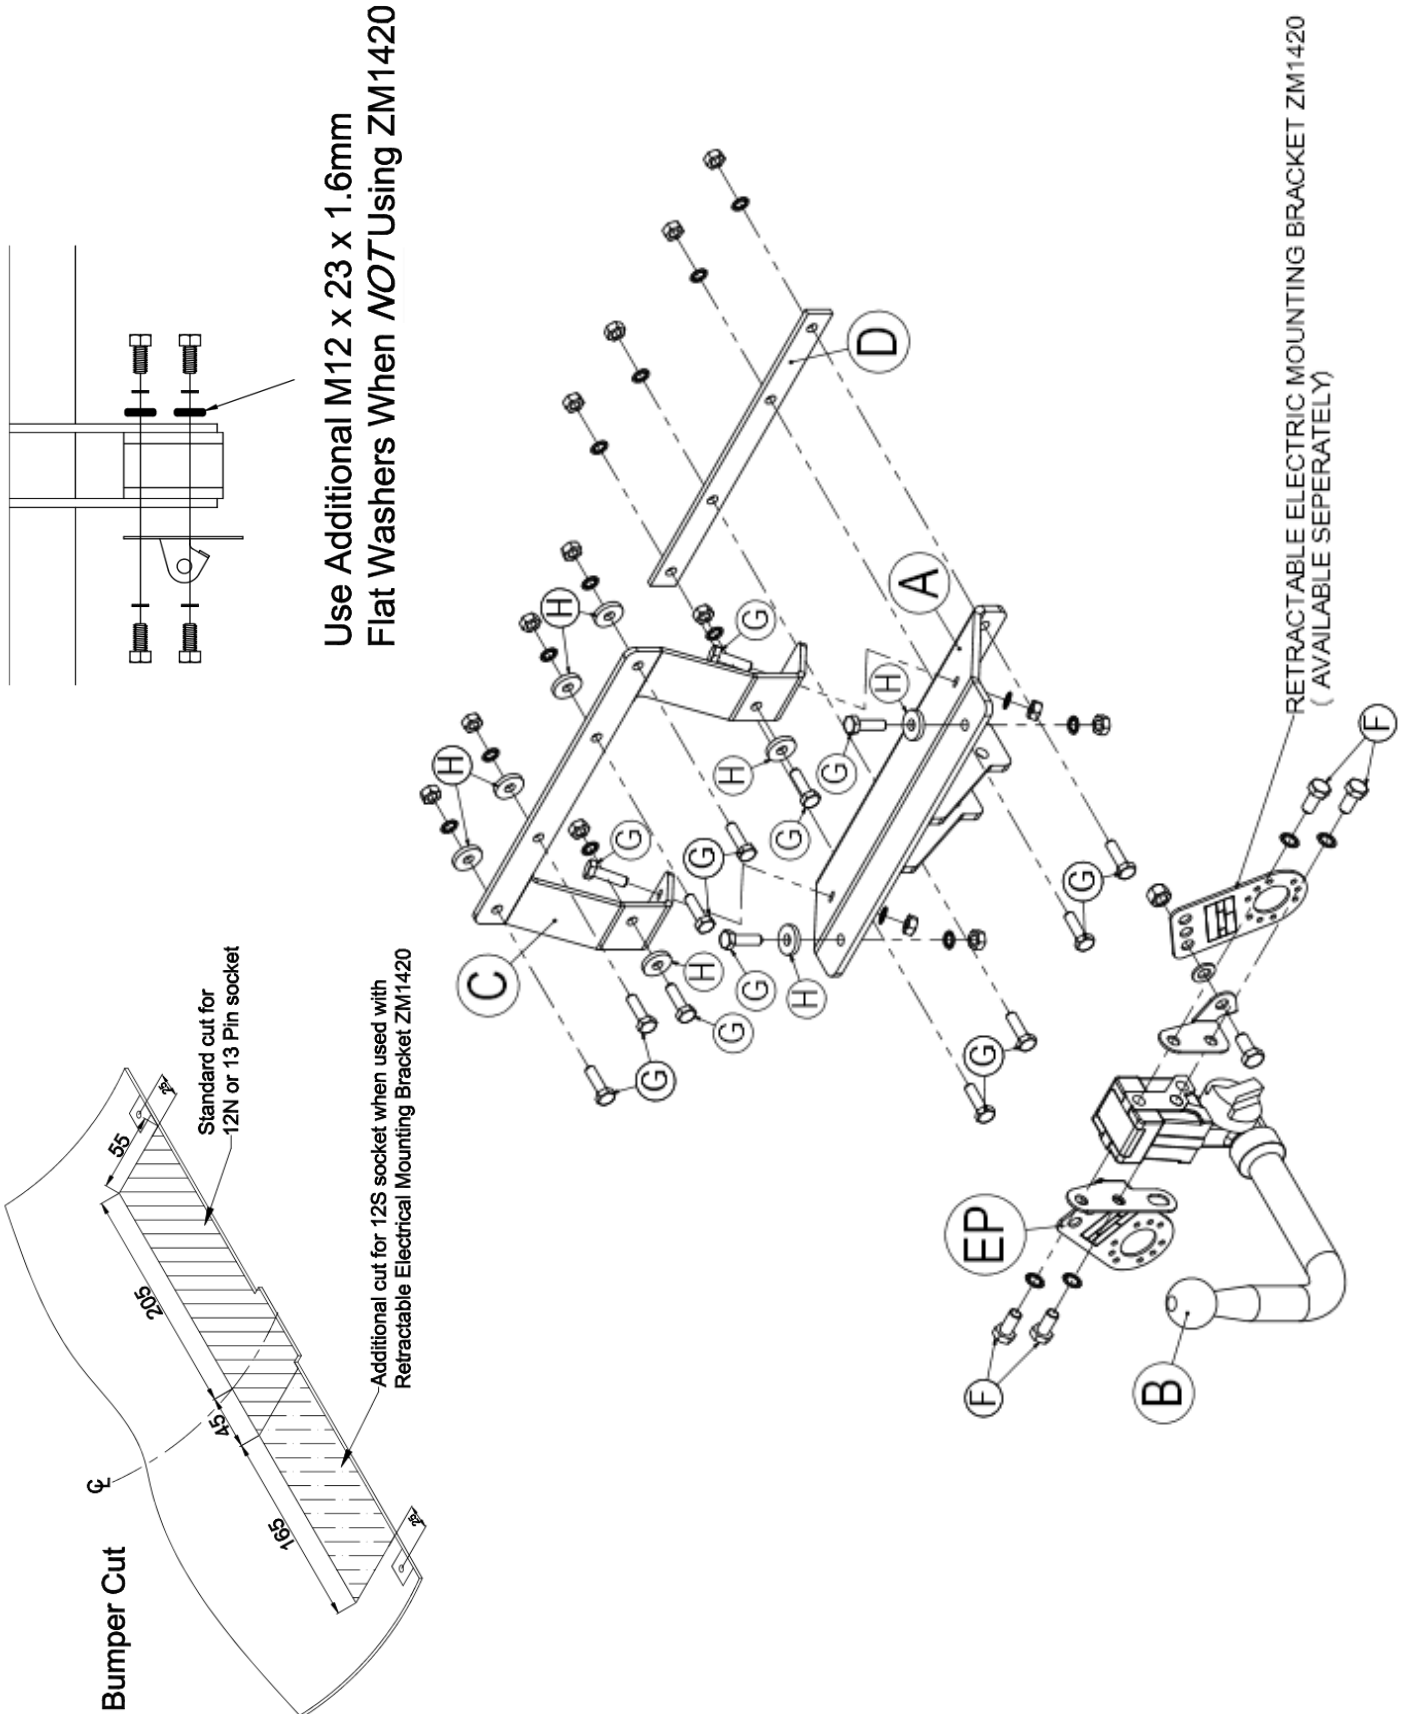 Bumper Cut
℄
55
25
205
45
165
25
Standard cut for
12N or 13 Pin socket
Additional cut for 12S socket when used with
Retractable Electrical Mounting Bracket ZM1420
Use Additional M12 x 23 x 1.6mm
Flat Washers When NOT Using ZM1420
H
H
G
D
A
H
H
G
H
G
G
G
G
C
H
G
H
G
G
G
G
EP
F
B
F
RETRACTABLE ELECTRIC MOUNTING BRACKET ZM1420
( AVAILABLE SEPERATELY)